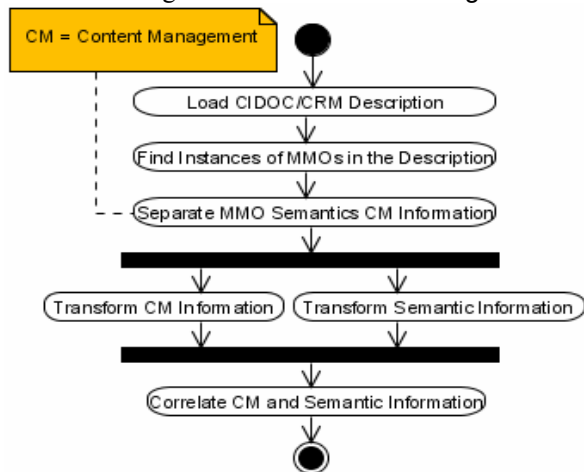 CM = Content Management
Load CIDOC/CRM Description
Find Instances of MMOs in the Description
Separate MMO Semantics CM Information
Transform CM Information
Transform Semantic Information
Correlate CM and Semantic Information